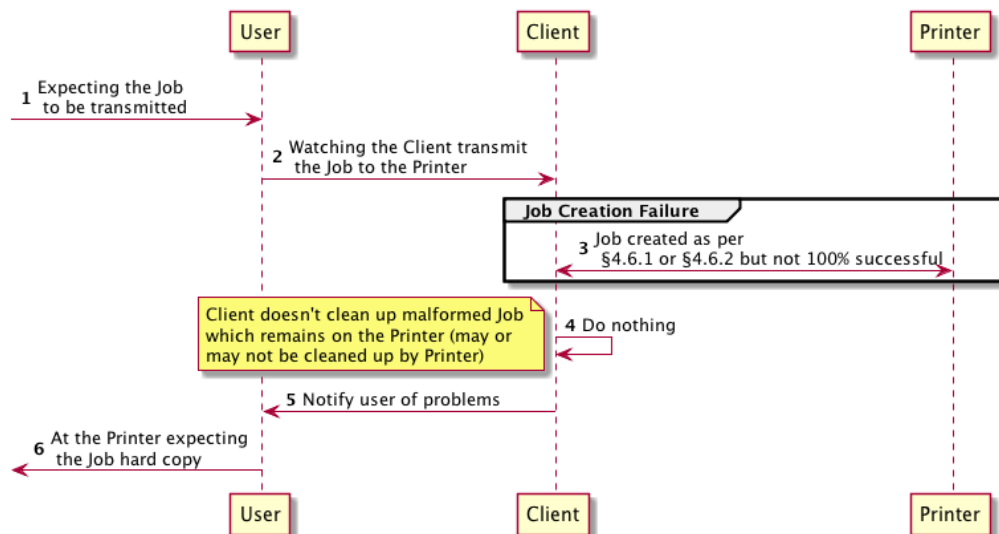 User
Client
Printer
1 Expecting the Job
to be transmitted
2 Watching the Client transmit
the Job to the Printer
Job Creation Failure
3 Job created as per
§4.6.1 or §4.6.2 but not 100% successful
Client doesn't clean up malformed Job
which remains on the Printer (may or
may not be cleaned up by Printer)
4 Do nothing
5 Notify user of problems
6 At the Printer expecting
the Job hard copy
User
Client
Printer